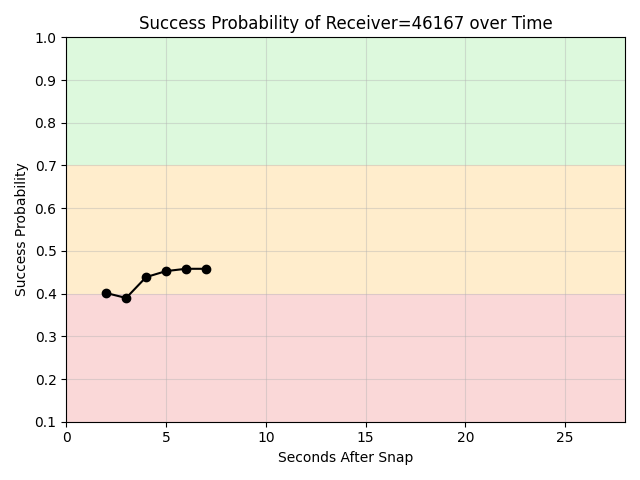 Success Probability of Receiver=46167 over Time
1.0
0.9
0.8
0.7
0.6
0.5
0.4
0.3
0.2
0.1
Success Probability
0 5 10 15 20 25
Seconds After Snap